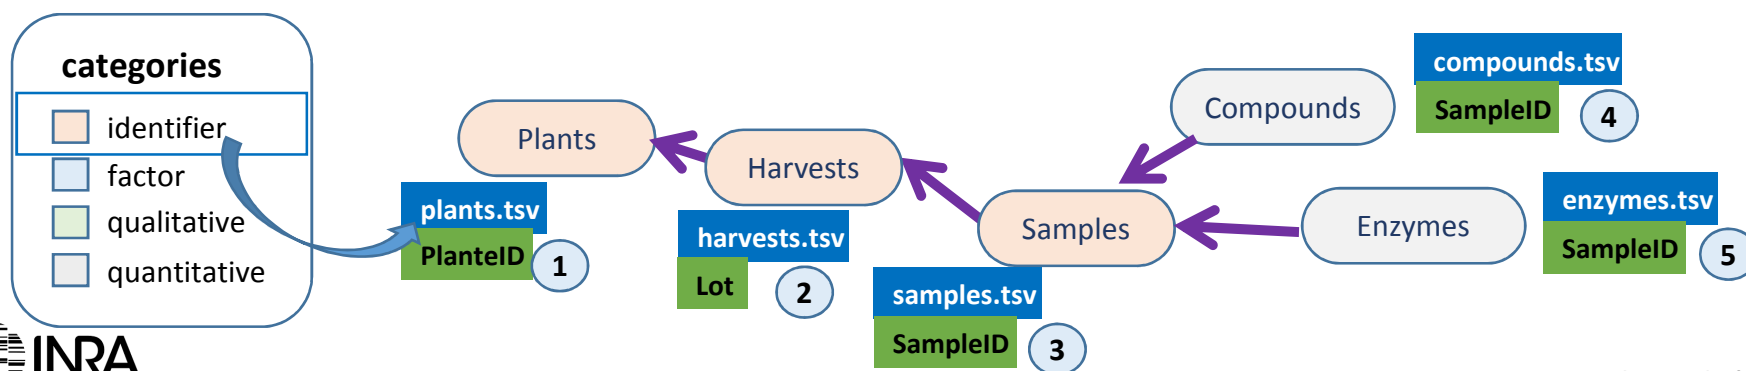 categories
identifier
factor
qualitative
quantitative
Plants
plants.tsv
PlanteID
1
Harvests
harvests.tsv
Lot
2
Samples
samples.tsv
SampleID
3
Compounds
compounds.tsv
SampleID
4
Enzymes
enzymes.tsv
SampleID
5
INRA